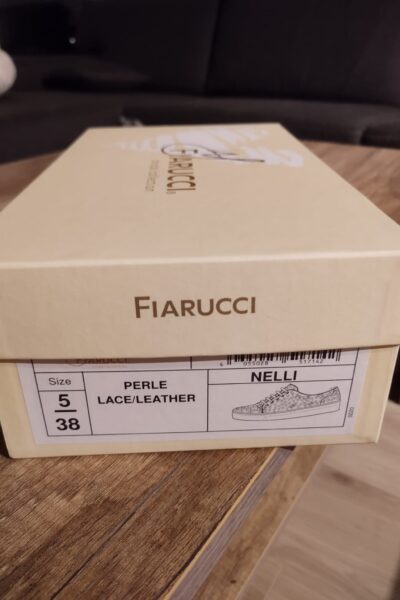 FIARUCCI
FIARUCCI
Size
5
38
PERLE
LACE/LEATHER
NELLI